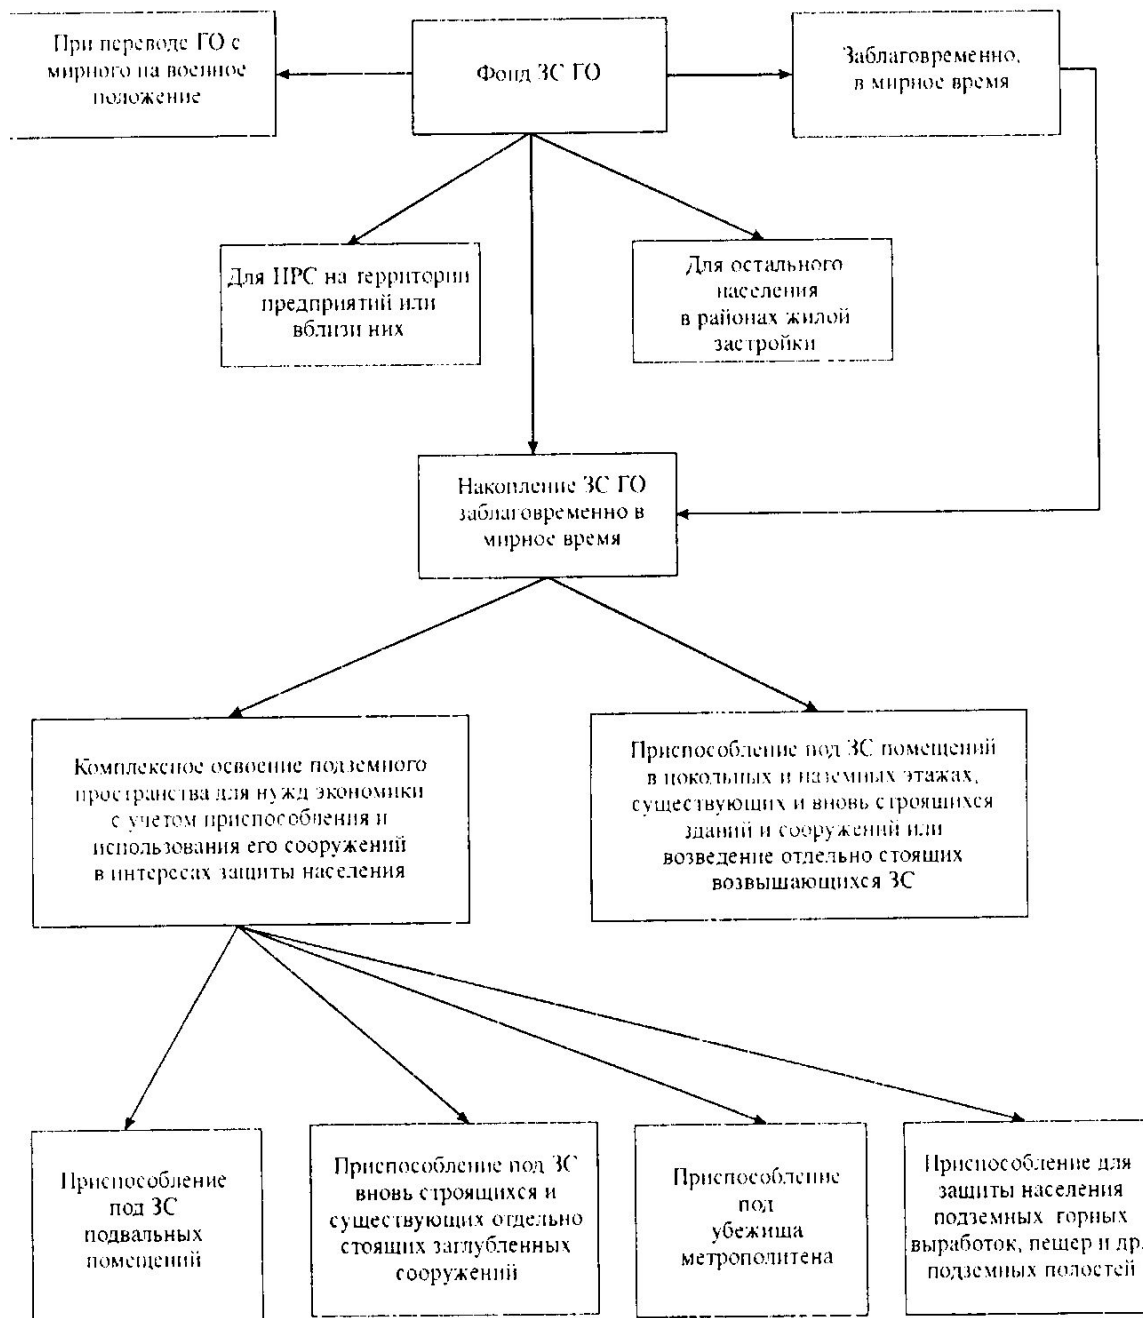 При переводе ГО с
мирного на военное
положение
Фонд ЗС ГО
Заблаговременно,
в мирное время
Для НРС на территории
предприятий или
вблизи них
Для остального
населения
в районах жилой
застройки
Накопление ЗС ГО
заблаговременно в
мирное время
Комплексное освоение подземного
пространства для нужд экономики
с учетом приспособления и
использования его сооружений
в интересах защиты населения
Приспособление под ЗС помещений
в цокольных и наземных этажах,
существующих и вновь строящихся
зданий и сооружений или
возведение отдельно стоящих
возвышающихся ЗС
Приспособление
под ЗС
подвальных
помещений
Приспособление под ЗС
вновь строящихся и
существующих отдельно
стоящих заглубленных
сооружений
Приспособление
под
убежища
метрополитена
Приспособление для
защиты населения
подземных горных
выработок, пещер и др.
подземных полостей